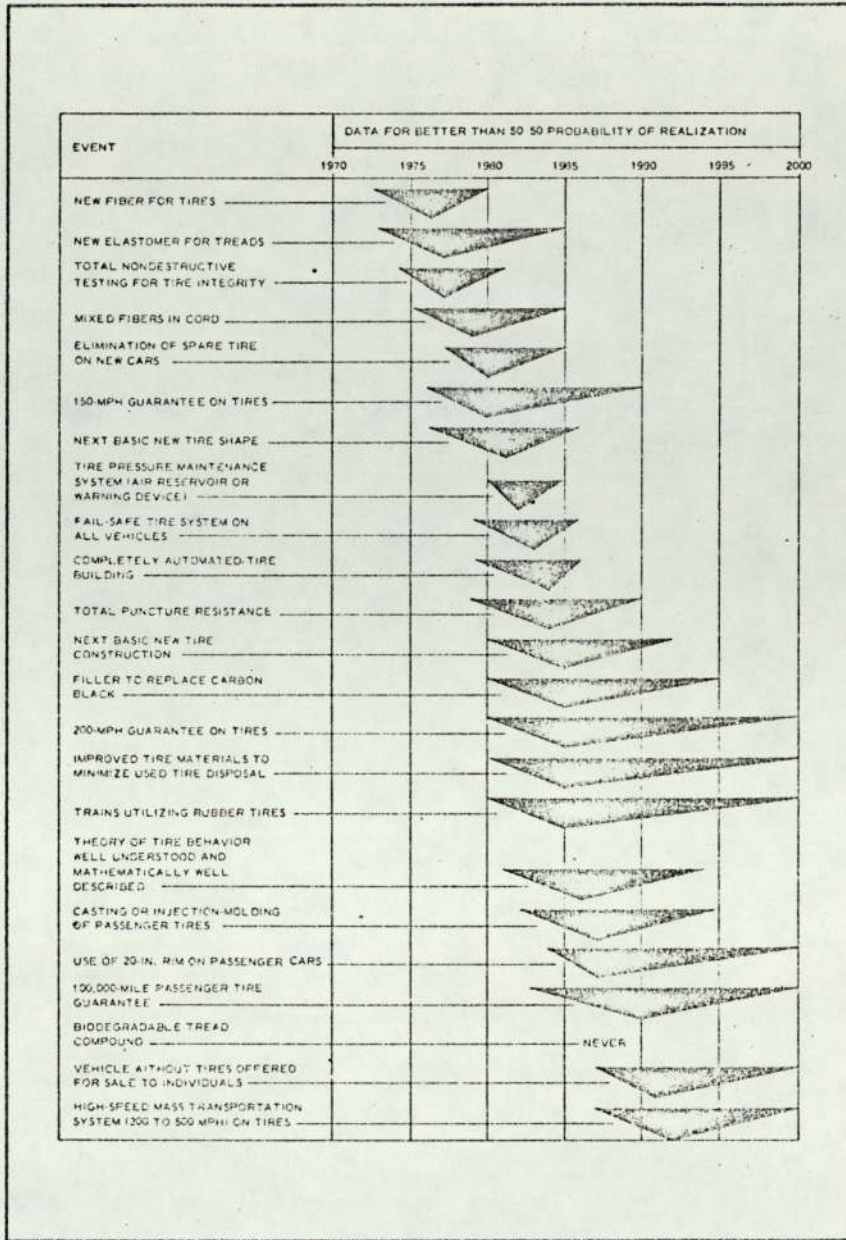 EVENT
DATA FOR BETTER THAN 50 50 PROBABILITY OF REALIZATION
1970 1975 1980 1985 1990 1995 2000
NEW FIBER FOR TIRES
NEW ELASTOMER FOR TREADS
TOTAL NONDESTRUCTIVE
TESTING FOR TIRE INTEGRITY
MIXED FIBERS IN CORD
ELIMINATION OF SPARE TIRE
ON NEW CARS
150-MPH GUARANTEE ON TIRES
NEXT BASIC NEW TIRE SHAPE
TIRE PRESSURE MAINTENANCE
SYSTEM (AIR RESERVOIR OR
WARNING DEVICE)
FAIL-SAFE TIRE SYSTEM ON
ALL VEHICLES
COMPLETELY AUTOMATED-TIRE
BUILDING
TOTAL PUNCTURE RESISTANCE
NEXT BASIC NEW TIRE
CONSTRUCTION
FILLER TO REPLACE CARBON
BLACK
200-MPH GUARANTEE ON TIRES
IMPROVED TIRE MATERIALS TO
MINIMIZE USED TIRE DISPOSAL
TRAINS UTILIZING RUBBER TIRES
THEORY OF TIRE BEHAVIOR
WELL UNDERSTOOD AND
MATHEMATICALLY WELL
DESCRIBED
CASTING OR INJECTION-MOLDING
OF PASSENGER TIRES
USE OF 20-IN. RIM ON PASSENGER CARS
100,000-MILE PASSENGER TIRE
GUARANTEE
BIODEGRADABLE TREAD
COMPOUND NEVER
VEHICLE WITHOUT TIRES OFFERED
FOR SALE TO INDIVIDUALS
HIGH-SPEED MASS TRANSPORTATION
SYSTEM (200 TO 500 MPH) ON TIRES